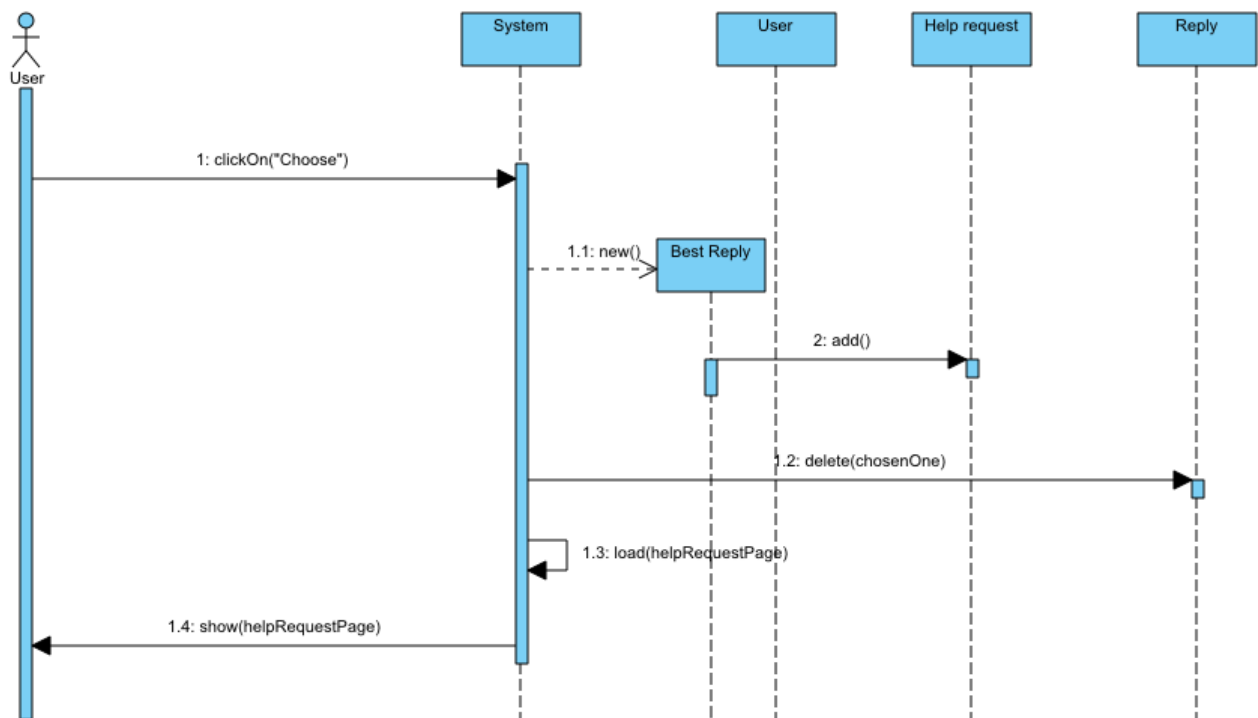 System
User
Help request
Reply
User
1: clickOn("Choose")
1.1: new()
Best Reply
2: add()
1.2: delete(chosenOne)
1.3: load(helpRequestPage)
1.4: show(helpRequestPage)